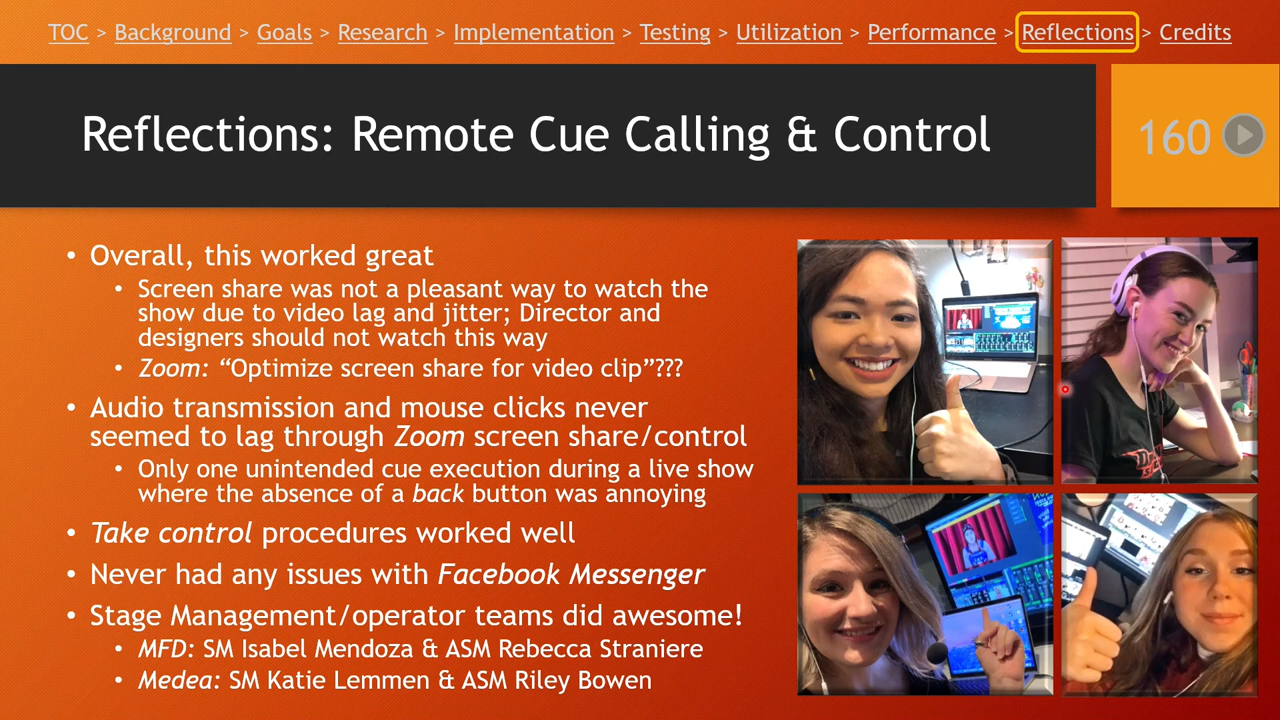 TOC > Background > Goals > Research > Implementation > Testing > Utilization > Performance > Reflections > Credits
Reflections: Remote Cue Calling & Control
160
• Overall, this worked great
• Screen share was not a pleasant way to watch the
show due to video lag and jitter; Director and
designers should not watch this way
• Zoom: “Optimize screen share for video clip”???
• Audio transmission and mouse clicks never
seemed to lag through Zoom screen share/control
• Only one unintended cue execution during a live show
where the absence of a back button was annoying
• Take control procedures worked well
• Never had any issues with Facebook Messenger
• Stage Management/operator teams did awesome!
• MFD: SM Isabel Mendoza & ASM Rebecca Straniere
• Medea: SM Katie Lemmen & ASM Riley Bowen